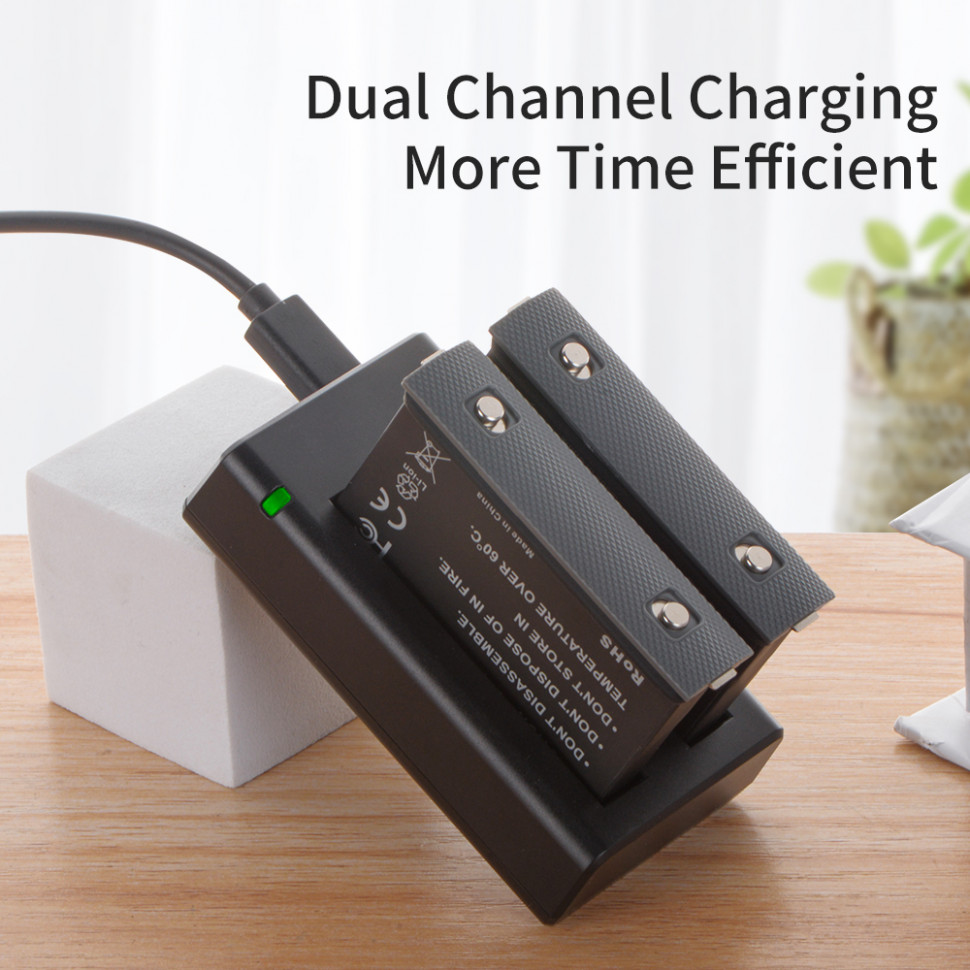 Dual Channel Charging
More Time Efficient
Li-ion
CE
FC
Made in China
• DON'T DISASSEMBLE.
• DON'T DISPOSE OF IN FIRE.
• DON'T STORE IN
TEMPERATURE OVER 60°C.
RoHS